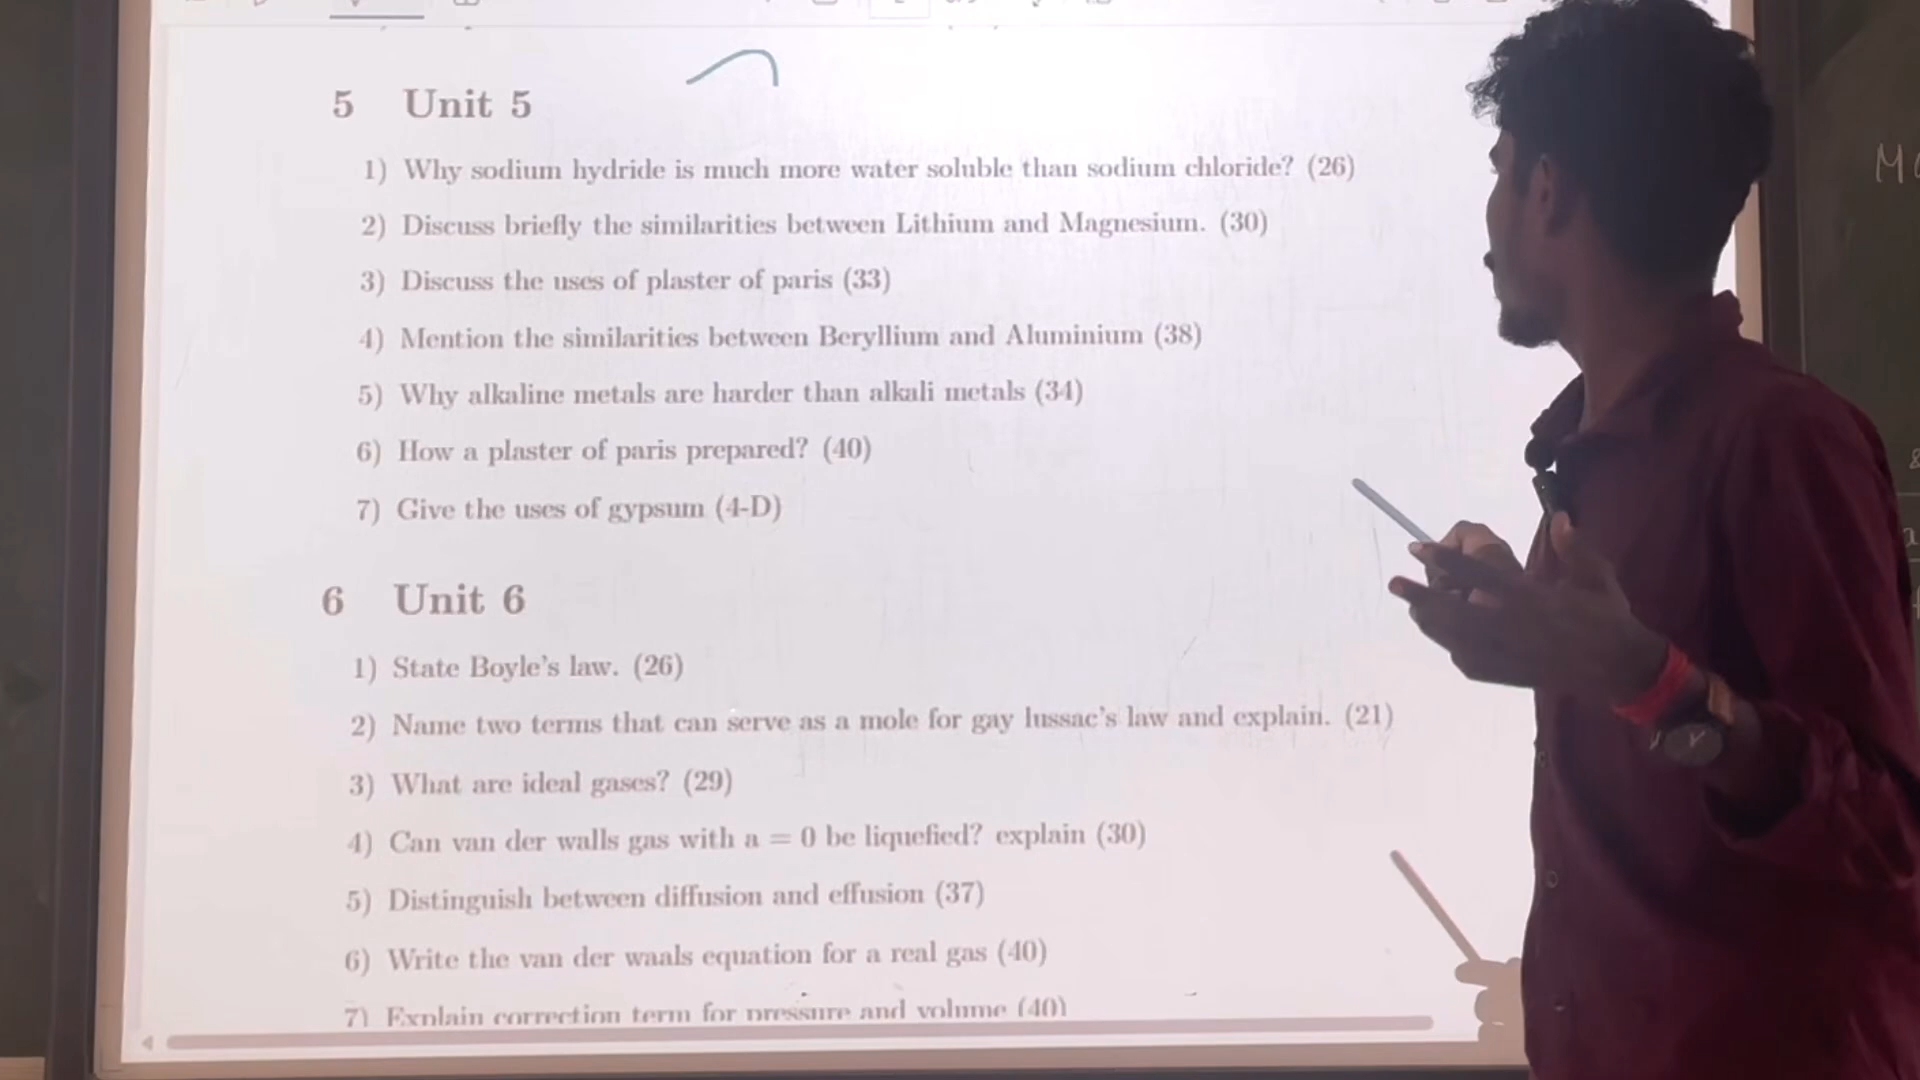 5 Unit 5
1) Why sodium hydride is much more water soluble than sodium chloride? (26)
2) Discuss briefly the similarities between Lithium and Magnesium. (30)
3) Discuss the uses of plaster of paris (33)
4) Mention the similarities between Beryllium and Aluminium (38)
5) Why alkaline metals are harder than alkali metals (34)
6) How a plaster of paris prepared? (40)
7) Give the uses of gypsum (4-D)
6 Unit 6
1) State Boyle's law. (26)
2) Name two terms that can serve as a mole for gay lussac's law and explain. (21)
3) What are ideal gases? (29)
4) Can van der walls gas with a = 0 be liquefied? explain (30)
5) Distinguish between diffusion and effusion (37)
6) Write the van der waals equation for a real gas (40)
7) Explain correction term for pressure and volume (40)